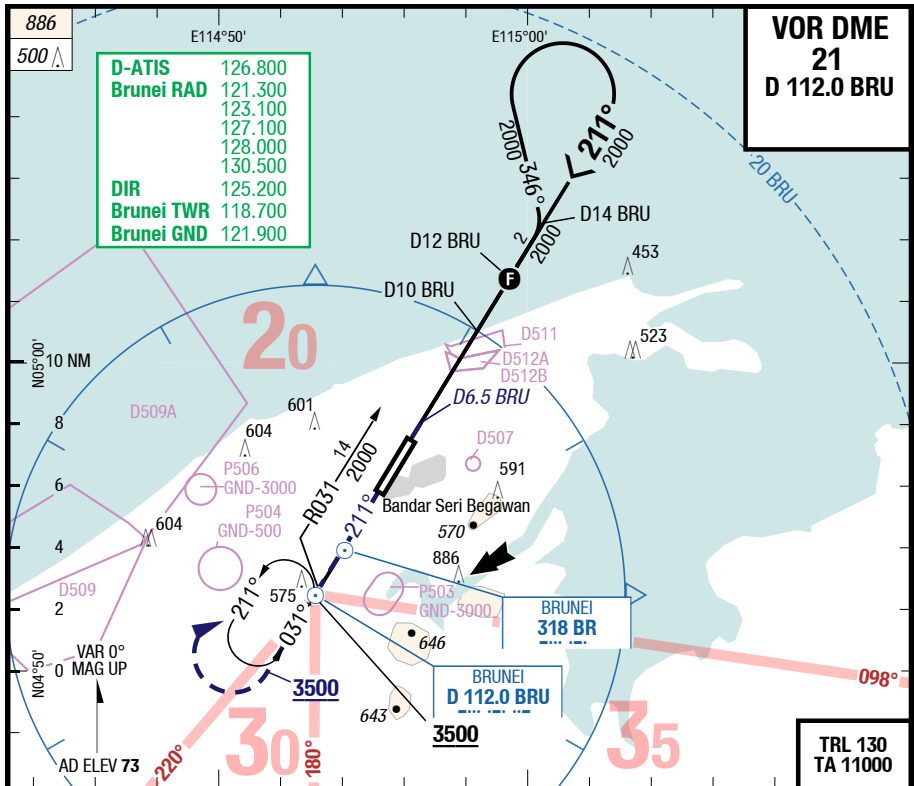 886
500
E114°50'
E115°00'
VOR DME
21
D 112.0 BRU
D-ATIS 126.800
Brunei RAD 121.300
123.100
127.100
128.000
130.500
DIR 125.200
Brunei TWR 118.700
Brunei GND 121.900
2000
346°
211°
2000
20 BRU
D14 BRU
D12 BRU
2
2000
F
453
D10 BRU
20
D511
D512A
D512B
523
N05°00'
10 NM
D509A
D6.5 BRU
601
8
604
R031
14
2000
D507
P506
GND-3000
591
6
Bandar Seri Begawan
P504
GND-500
211°
570
604
4
886
D509
575
P503
GND-3000
211°
031°
2
BRUNEI
318 BR
646
VAR 0°
MAG UP
N04°50'
0
BRUNEI
D 112.0 BRU
098°
3500
643
3500
30
35
220°
180°
AD ELEV 73
TRL 130
TA 11000